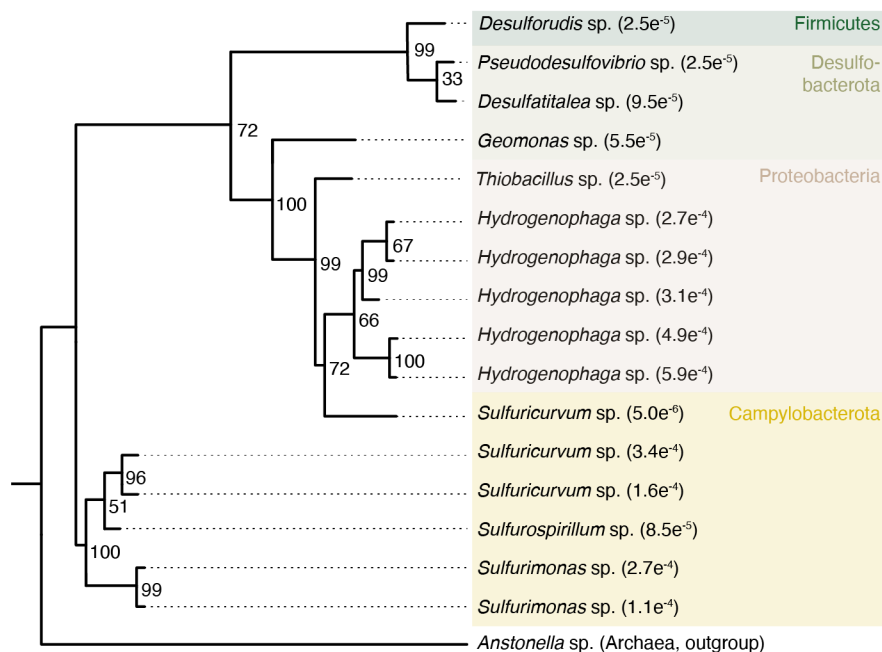 Desulforudis sp. (2.5e⁻⁵) Firmicutes
Pseudodesulfovibrio sp. (2.5e⁻⁵) Desulfo-
bacterota
Desulfatitalea sp. (9.5e⁻⁵)
Geomonas sp. (5.5e⁻⁵)
Thiobacillus sp. (2.5e⁻⁵) Proteobacteria
Hydrogenophaga sp. (2.7e⁻⁴)
Hydrogenophaga sp. (2.9e⁻⁴)
Hydrogenophaga sp. (3.1e⁻⁴)
Hydrogenophaga sp. (4.9e⁻⁴)
Hydrogenophaga sp. (5.9e⁻⁴)
Sulfuricurvum sp. (5.0e⁻⁶) Campylobacterota
Sulfuricurvum sp. (3.4e⁻⁴)
Sulfuricurvum sp. (1.6e⁻⁴)
Sulfurospirillum sp. (8.5e⁻⁵)
Sulfurimonas sp. (2.7e⁻⁴)
Sulfurimonas sp. (1.1e⁻⁴)
Anstonella sp. (Archaea, outgroup)
99
33
72
100
99
67
99
66
100
72
96
51
100
99